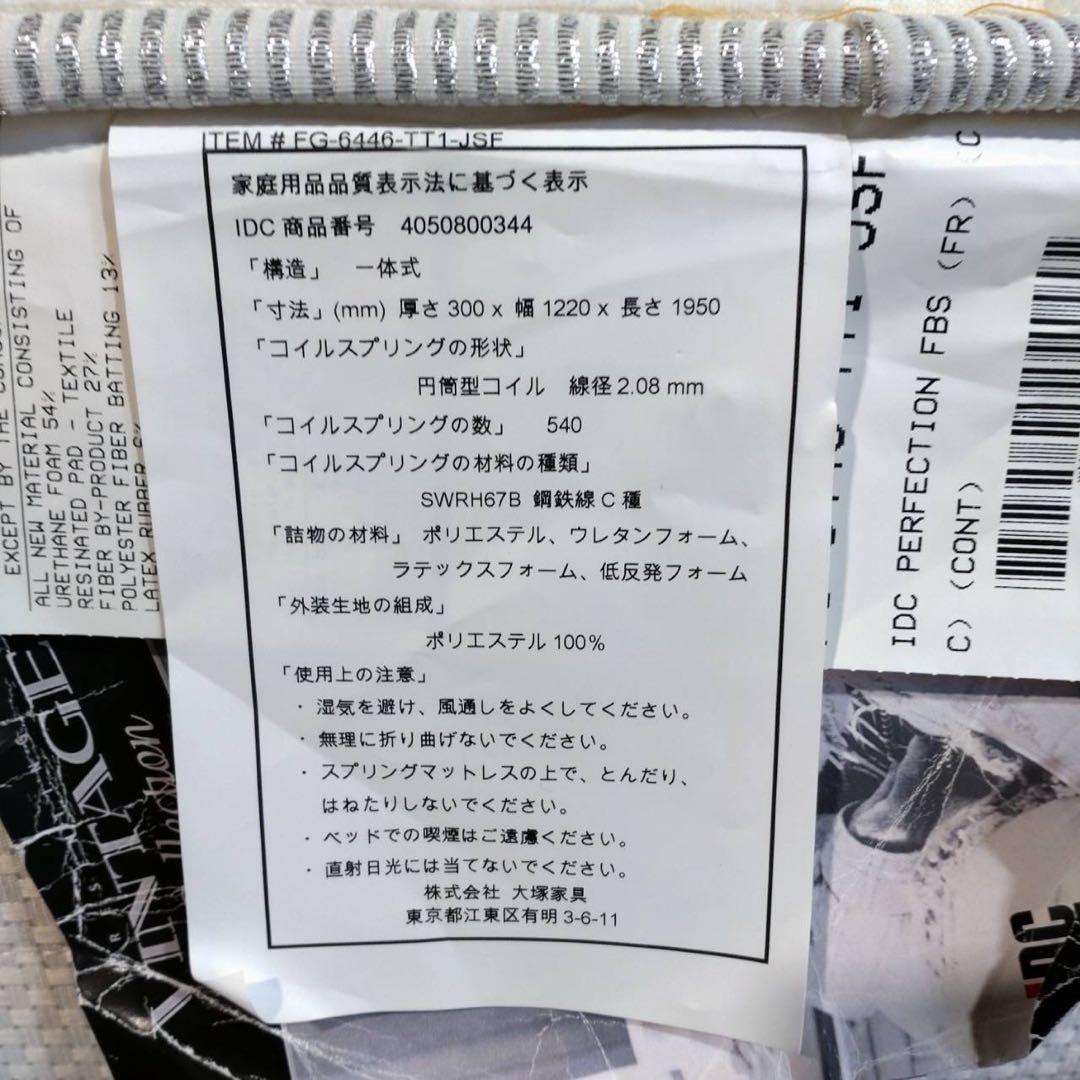 ITEM # FG-6446-TT1-JSF
家庭用品品質表示法に基づく表示
IDC 商品番号 4050800344
「構造」 一体式
「寸法」(mm) 厚さ 300 x 幅 1220 x 長さ 1950
「コイルスプリングの形状」
円筒型コイル 線径 2.08 mm
「コイルスプリングの数」 540
「コイルスプリングの材料の種類」
SWRH67B 鋼鉄線 C 種
「詰物の材料」 ポリエステル、ウレタンフォーム、
ラテックスフォーム、低反発フォーム
「外装生地の組成」
ポリエステル 100%
「使用上の注意」
・ 湿気を避け、風通しをよくしてください。
・ 無理に折り曲げないでください。
・ スプリングマットレスの上で、とんだり、
はねたりしないでください。
・ ベッドでの喫煙はご遠慮ください。
・ 直射日光には当てないでください。
株式会社 大塚家具
東京都江東区有明 3-6-11
EXCEPT BY THE
ALL NEW MATERIAL CONSISTING OF
URETHANE FOAM 54%
RESINATED PAD - TEXTILE
FIBER BY-PRODUCT 27%
POLYESTER FIBER BATTING 13%
LATEX RUBBER
JSF
IDC PERFECTION FBS (FR) (C
C) (CONT)
VINTAGE